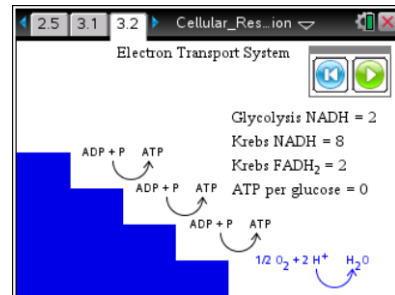 2.5 3.1 3.2 Cellular_Res...ion
Electron Transport System
Glycolysis NADH = 2
Krebs NADH = 8
Krebs FADH₂ = 2
ATP per glucose = 0
ADP + P ATP
ADP + P ATP
ADP + P ATP
1/2 O₂ + 2 H⁺ H₂O